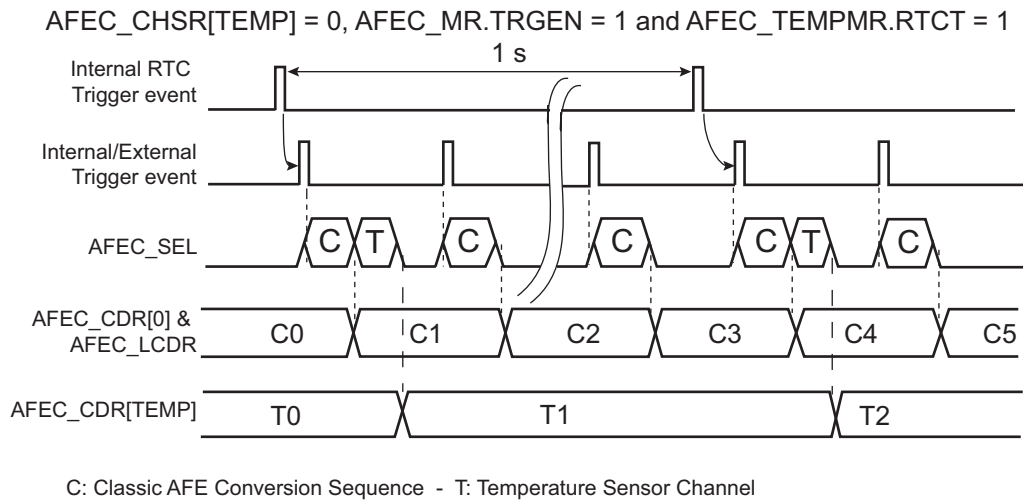 AFEC_CHSR[TEMP] = 0, AFEC_MR.TRGEN = 1 and AFEC_TEMPMR.RTCT = 1
1 s
Internal RTC
Trigger event
Internal/External
Trigger event
AFEC_SEL
C T C C C T C
AFEC_CDR[0] &
AFEC_LCDR
C0 C1 C2 C3 C4 C5
AFEC_CDR[TEMP]
T0 T1 T2
C: Classic AFE Conversion Sequence - T: Temperature Sensor Channel